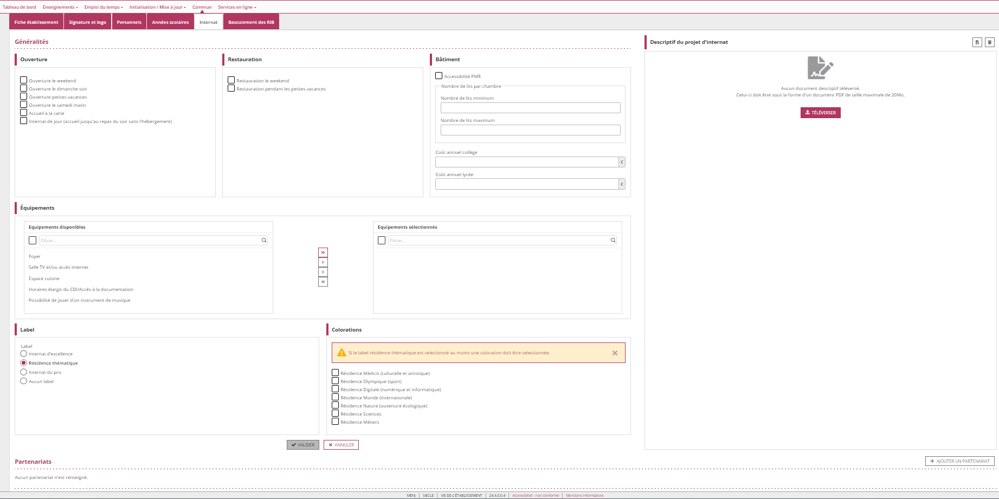 Tableau de bord Enseignements Emploi du temps Initialisation / Mise à jour Commun Services en ligne
Fiche établissement Signature et logo Personnels Années scolaires Internat Basculement des RIB
Généralités
Ouverture
Ouverture le weekend
Ouverture le dimanche soir
Ouverture petites vacances
Ouverture le samedi matin
Accueil à la carte
Internat de jour (accueil jusqu'au repas du soir sans l'hébergement)
Restauration
Restauration le weekend
Restauration pendant les petites vacances
Bâtiment
Accessibilité PMR
Nombre de lits par chambre
Nombre de lits minimum
Nombre de lits maximum
Coût annuel collège
€
Coût annuel lycée
€
Descriptif du projet d'internat
Aucun document descriptif téléversé.
Celui-ci doit être sous la forme d'un document PDF de taille maximale de 20Mo.
TÉLÉVERSER
Équipements
Equipements disponibles
Filtrer...
Foyer
Salle TV et/ou accès internet
Espace cuisine
Horaires élargis du CDI/Accès à la documentation
Possibilité de jouer d'un instrument de musique
»
›
‹
«
Equipements sélectionnés
Filtrer...
Label
Label
Internat d'excellence
Résidence thématique
Internat du pro
Aucun label
Colorations
Si le label résidence thématique est selectionné au moins une coloration doit être selectionnée.
Résidence Médicis (culturelle et artistique)
Résidence Olympique (sport)
Résidence Digitale (numérique et informatique)
Résidence Monde (internationale)
Résidence Nature (ouverture écologique)
Résidence Sciences
Résidence Métiers
VALIDER ANNULER
Partenariats
+ AJOUTER UN PARTENARIAT
Aucun partenariat n'est renseigné.
MENJ | SIECLE | VIE DE L'ÉTABLISSEMENT | 24.4.0.0.4 | Accessibilité : non conforme | Mentions informatives